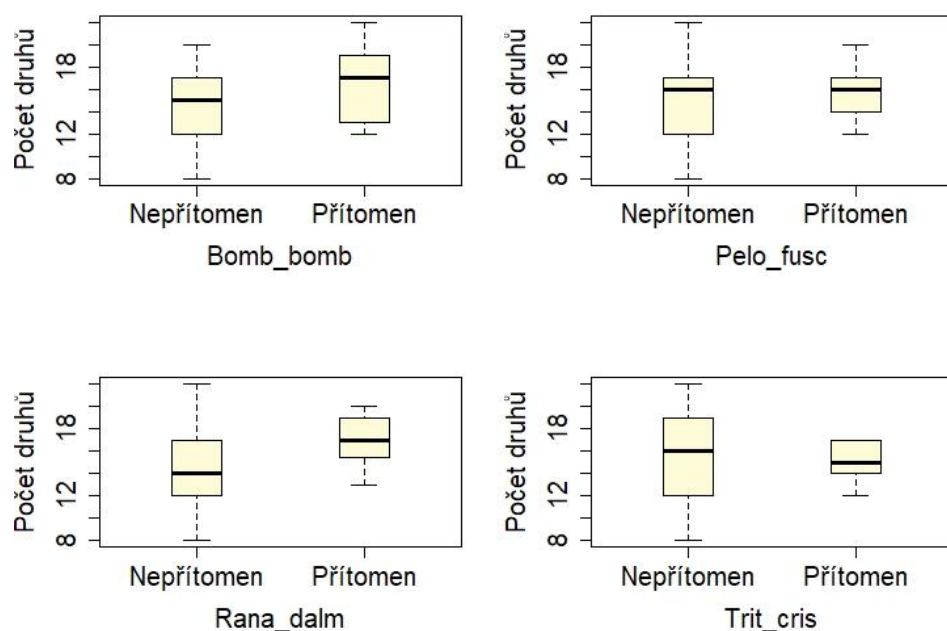 Počet druhů
18
12
8
Nepřítomen Přítomen
Bomb_bomb
Počet druhů
18
12
8
Nepřítomen Přítomen
Pelo_fusc
Počet druhů
18
12
8
Nepřítomen Přítomen
Rana_dalm
Počet druhů
18
12
8
Nepřítomen Přítomen
Trit_cris